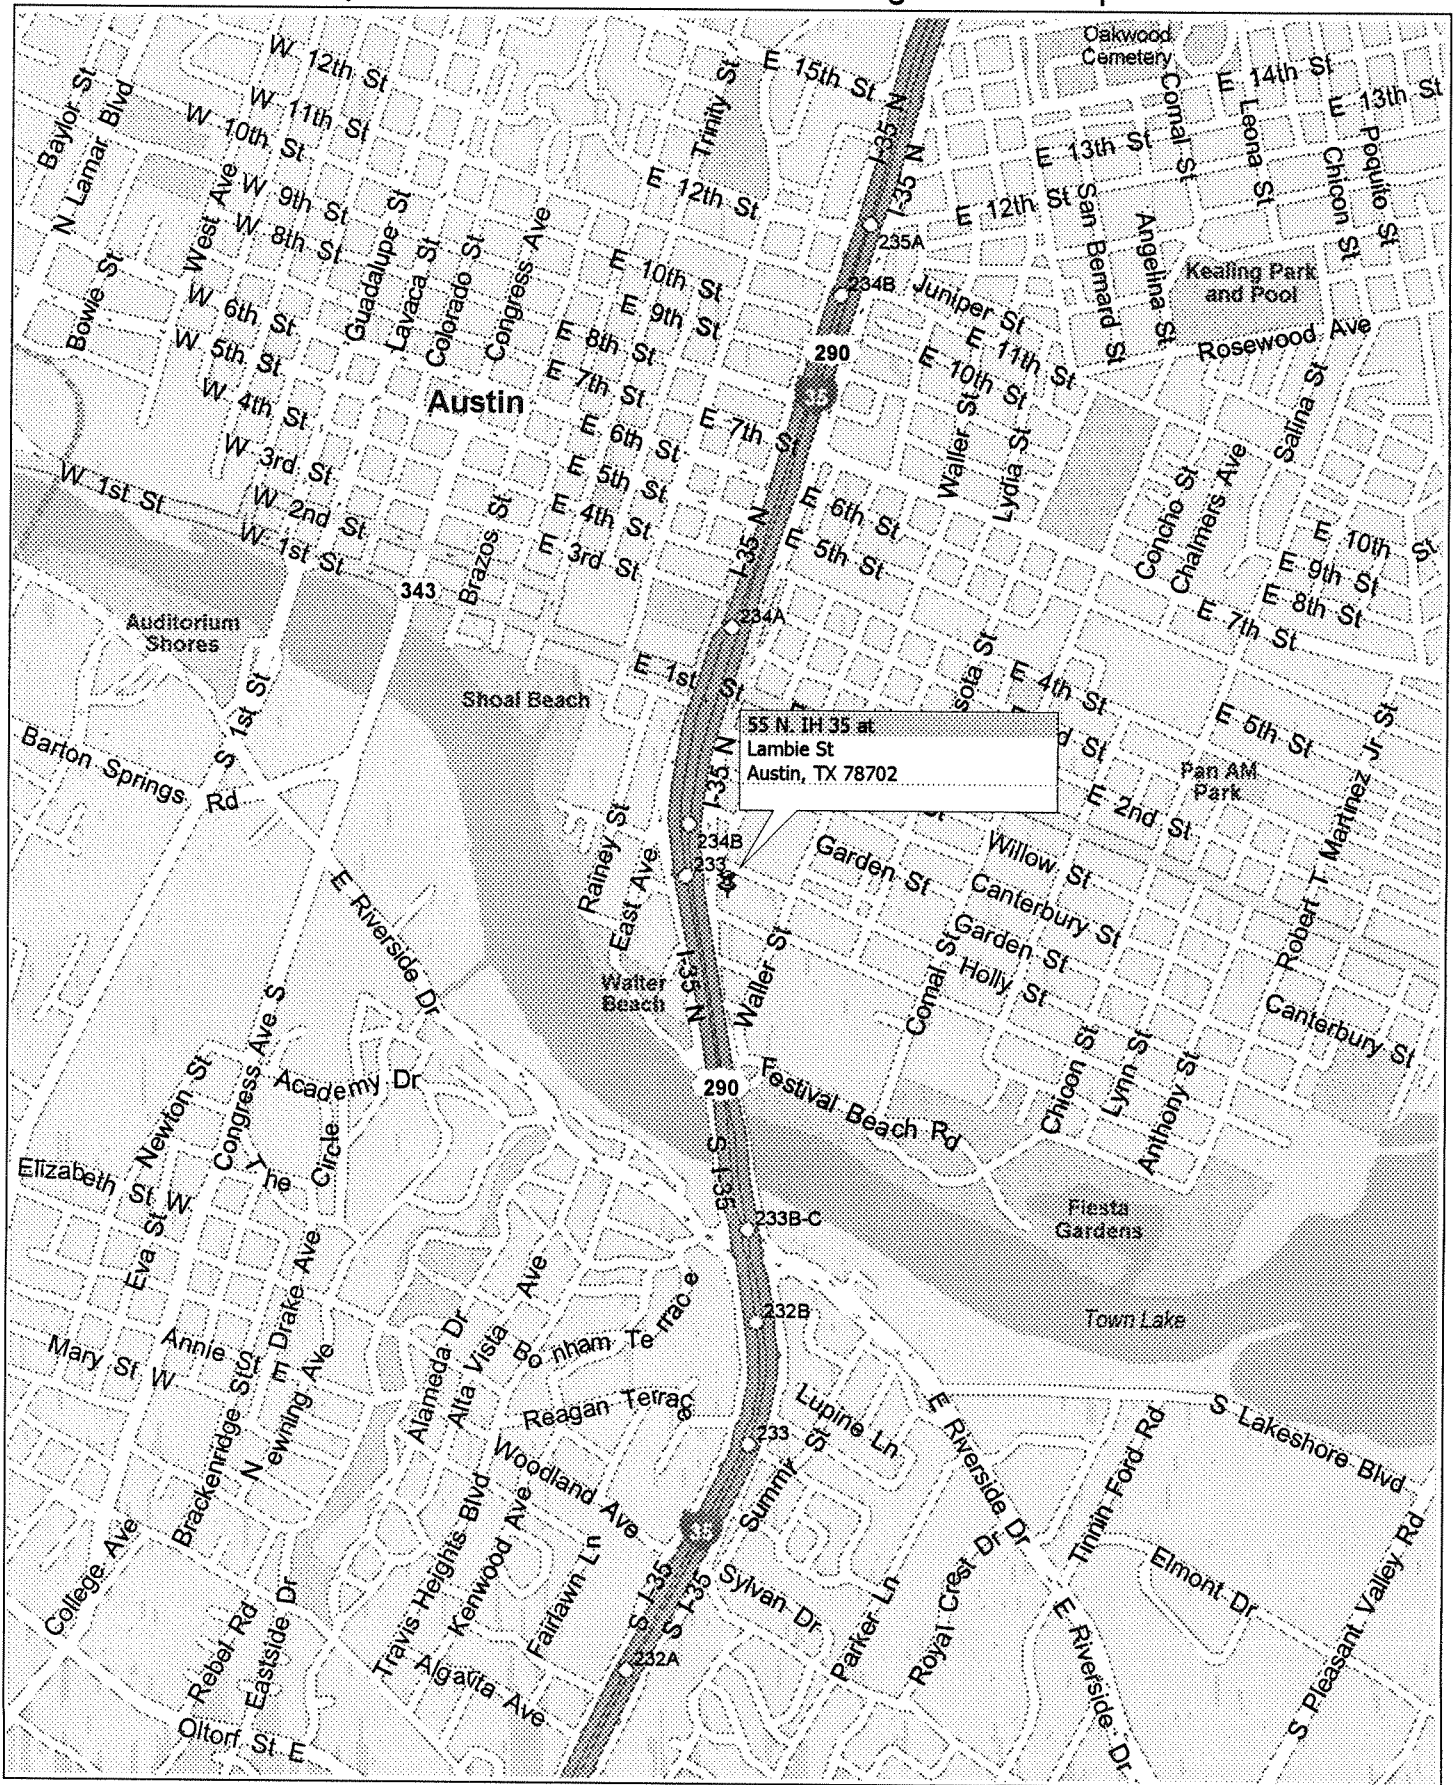 Oakwood
Cemetery
W 12th St
E 15th St
Trinity St
E 14th St
E 13th St
Baylor St
N Lamar Blvd
W 11th St
W 10th St
I-35 N
I-35 N
Comal St
Leona St
E 13th St
Chicon St
Poquito St
West Ave
W 9th St
E 12th St
E 12th St
San Bernard St
Angelina St
W 8th St
Guadalupe St
Lavaca St
Colorado St
Congress Ave
235A
Bowie St
E 10th St
Kealing Park
and Pool
234B
Juniper St
W 6th St
E 9th St
E 11th St
Rosewood Ave
W 5th St
E 8th St
290
E 10th St
E 7th St
35
W 4th St
Austin
Waller St
Salina St
E 6th St
E 7th St
Lydia St
W 3rd St
E 5th St
W 1st St
W 2nd St
E 4th St
E 6th St
Concho St
Chalmers Ave
W 1st St
Brazos St
E 3rd St
I-35 N
E 5th St
E 10th St
E 9th St
343
E 8th St
Auditorium
Shores
234A
E 7th St
E 1st St
sota St
E 4th St
Shoal Beach
S 1st St
55 N. IH 35 at
Lambie St
Austin, TX 78702
d St
E 5th St
Barton Springs Rd
I-35 N
Pan AM
Park
Robert T Martinez Jr St
E 2nd St
Rainey St
234B
233
Garden St
Willow St
E Riverside Dr
East Ave
Canterbury St
Garden St
Walter
Beach
I-35 N
Waller St
Comal St
Holly St
Canterbury St
Congress Ave S
Newton St
Academy Dr
290
Festival Beach Rd
Chicon St
Lynn St
Anthony St
The Circle
S I-35
Elizabeth St W
Eva St
233B-C
Fiesta
Gardens
Drake Ave
232B
Town Lake
Annie St E
Mary St W
Alameda Dr
Alta Vista Ave
Bonham Terrace
Newning Ave
Brackenridge St S
Reagan Terrace
Lupine Ln
E Riverside Dr
S Lakeshore Blvd
233
Woodland Ave
Summit St
Tinnin Ford Rd
College Ave
Travis Heights Blvd
Kenwood Ave
35
Fairlawn Ln
S I-35
S I-35
Sylvan Dr
Parker Ln
Royal Crest Dr
Elmont Dr
S Pleasant Valley Rd
Rebel Rd
Eastside Dr
232A
E Riverside Dr
Algarita Ave
Oltorf St E